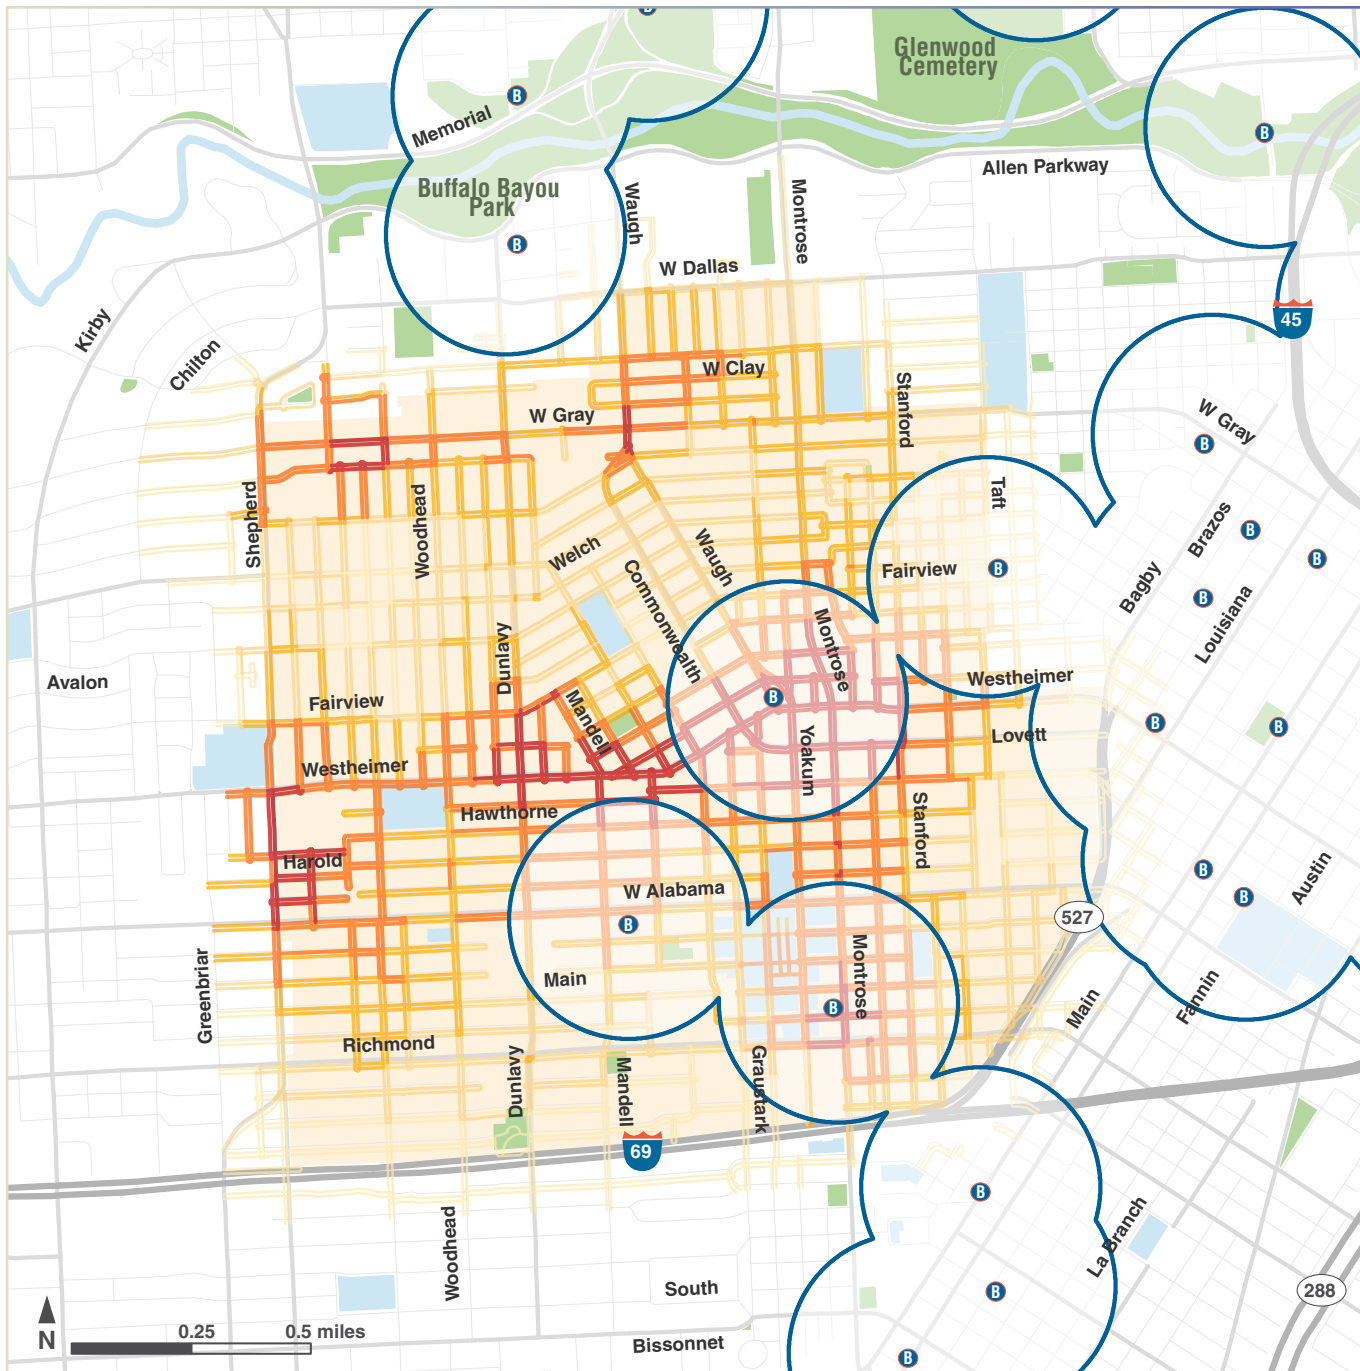 B
Glenwood
Cemetery
B
Memorial
B
Allen Parkway
Buffalo Bayou
Park
Waugh
Montrose
B
W Dallas
Kirby
45
Chilton
W Clay
Stanford
W Gray
W Gray
B
Shepherd
Woodhead
Taft
Brazos
B
Welch
Waugh
B
Commonwealth
Fairview
B
Bagby
B
Louisiana
Dunlavy
Montrose
Avalon
Westheimer
Fairview
Mandell
B
B
B
Lovett
Yoakum
Westheimer
Hawthorne
Stanford
Harold
B
Austin
W Alabama
B
B
527
Montrose
Main
Greenbriar
Fannin
Main
B
Richmond
Dunlavy
Mandell
Graustark
69
B
La Branch
Woodhead
South
B
288
N
0.25
0.5 miles
Bissonnet
B